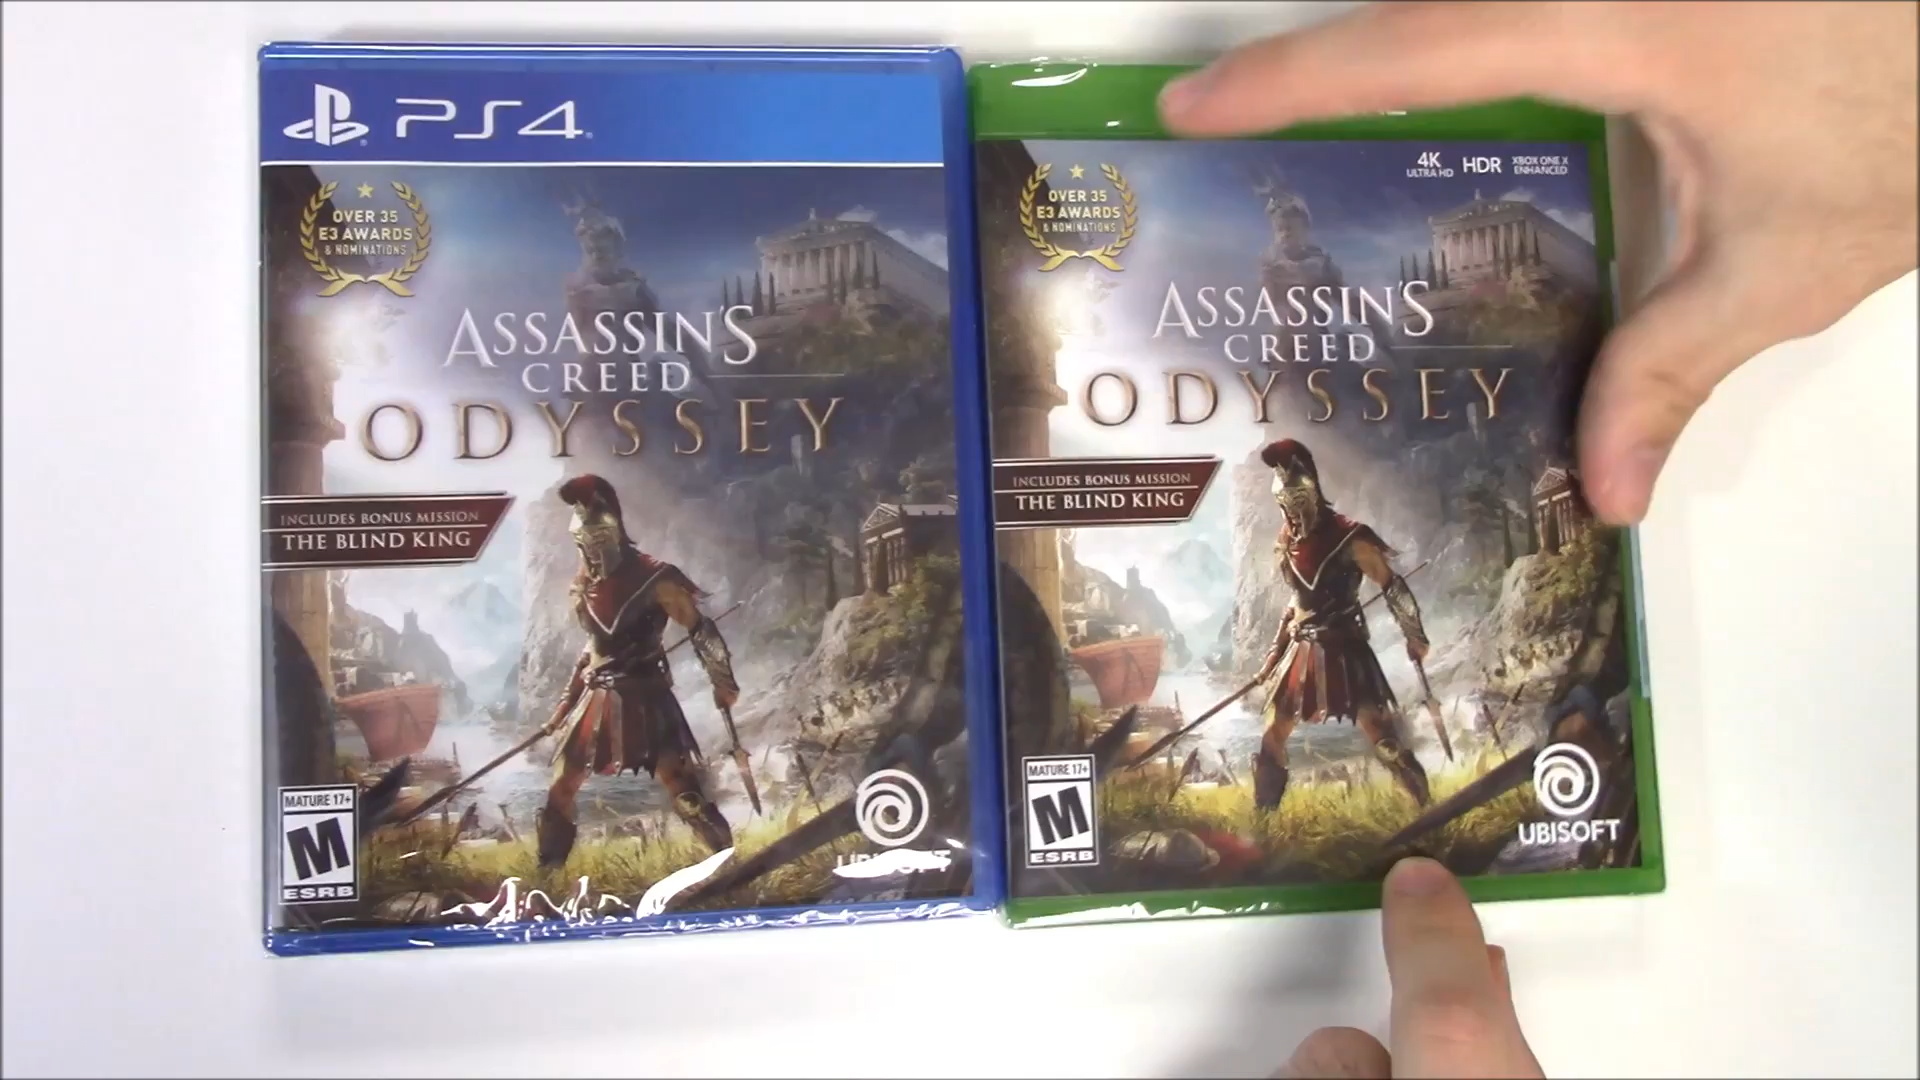 PS4
OVER 35
E3 AWARDS
& NOMINATIONS
ASSASSIN'S
CREED
ODYSSEY
INCLUDES BONUS MISSION
THE BLIND KING
MATURE 17+
M
ESRB
UBISOFT
4K
ULTRA HD
HDR
XBOX ONE X
ENHANCED
OVER 35
E3 AWARDS
& NOMINATIONS
ASSASSIN'S
CREED
ODYSSEY
INCLUDES BONUS MISSION
THE BLIND KING
MATURE 17+
M
ESRB
UBISOFT